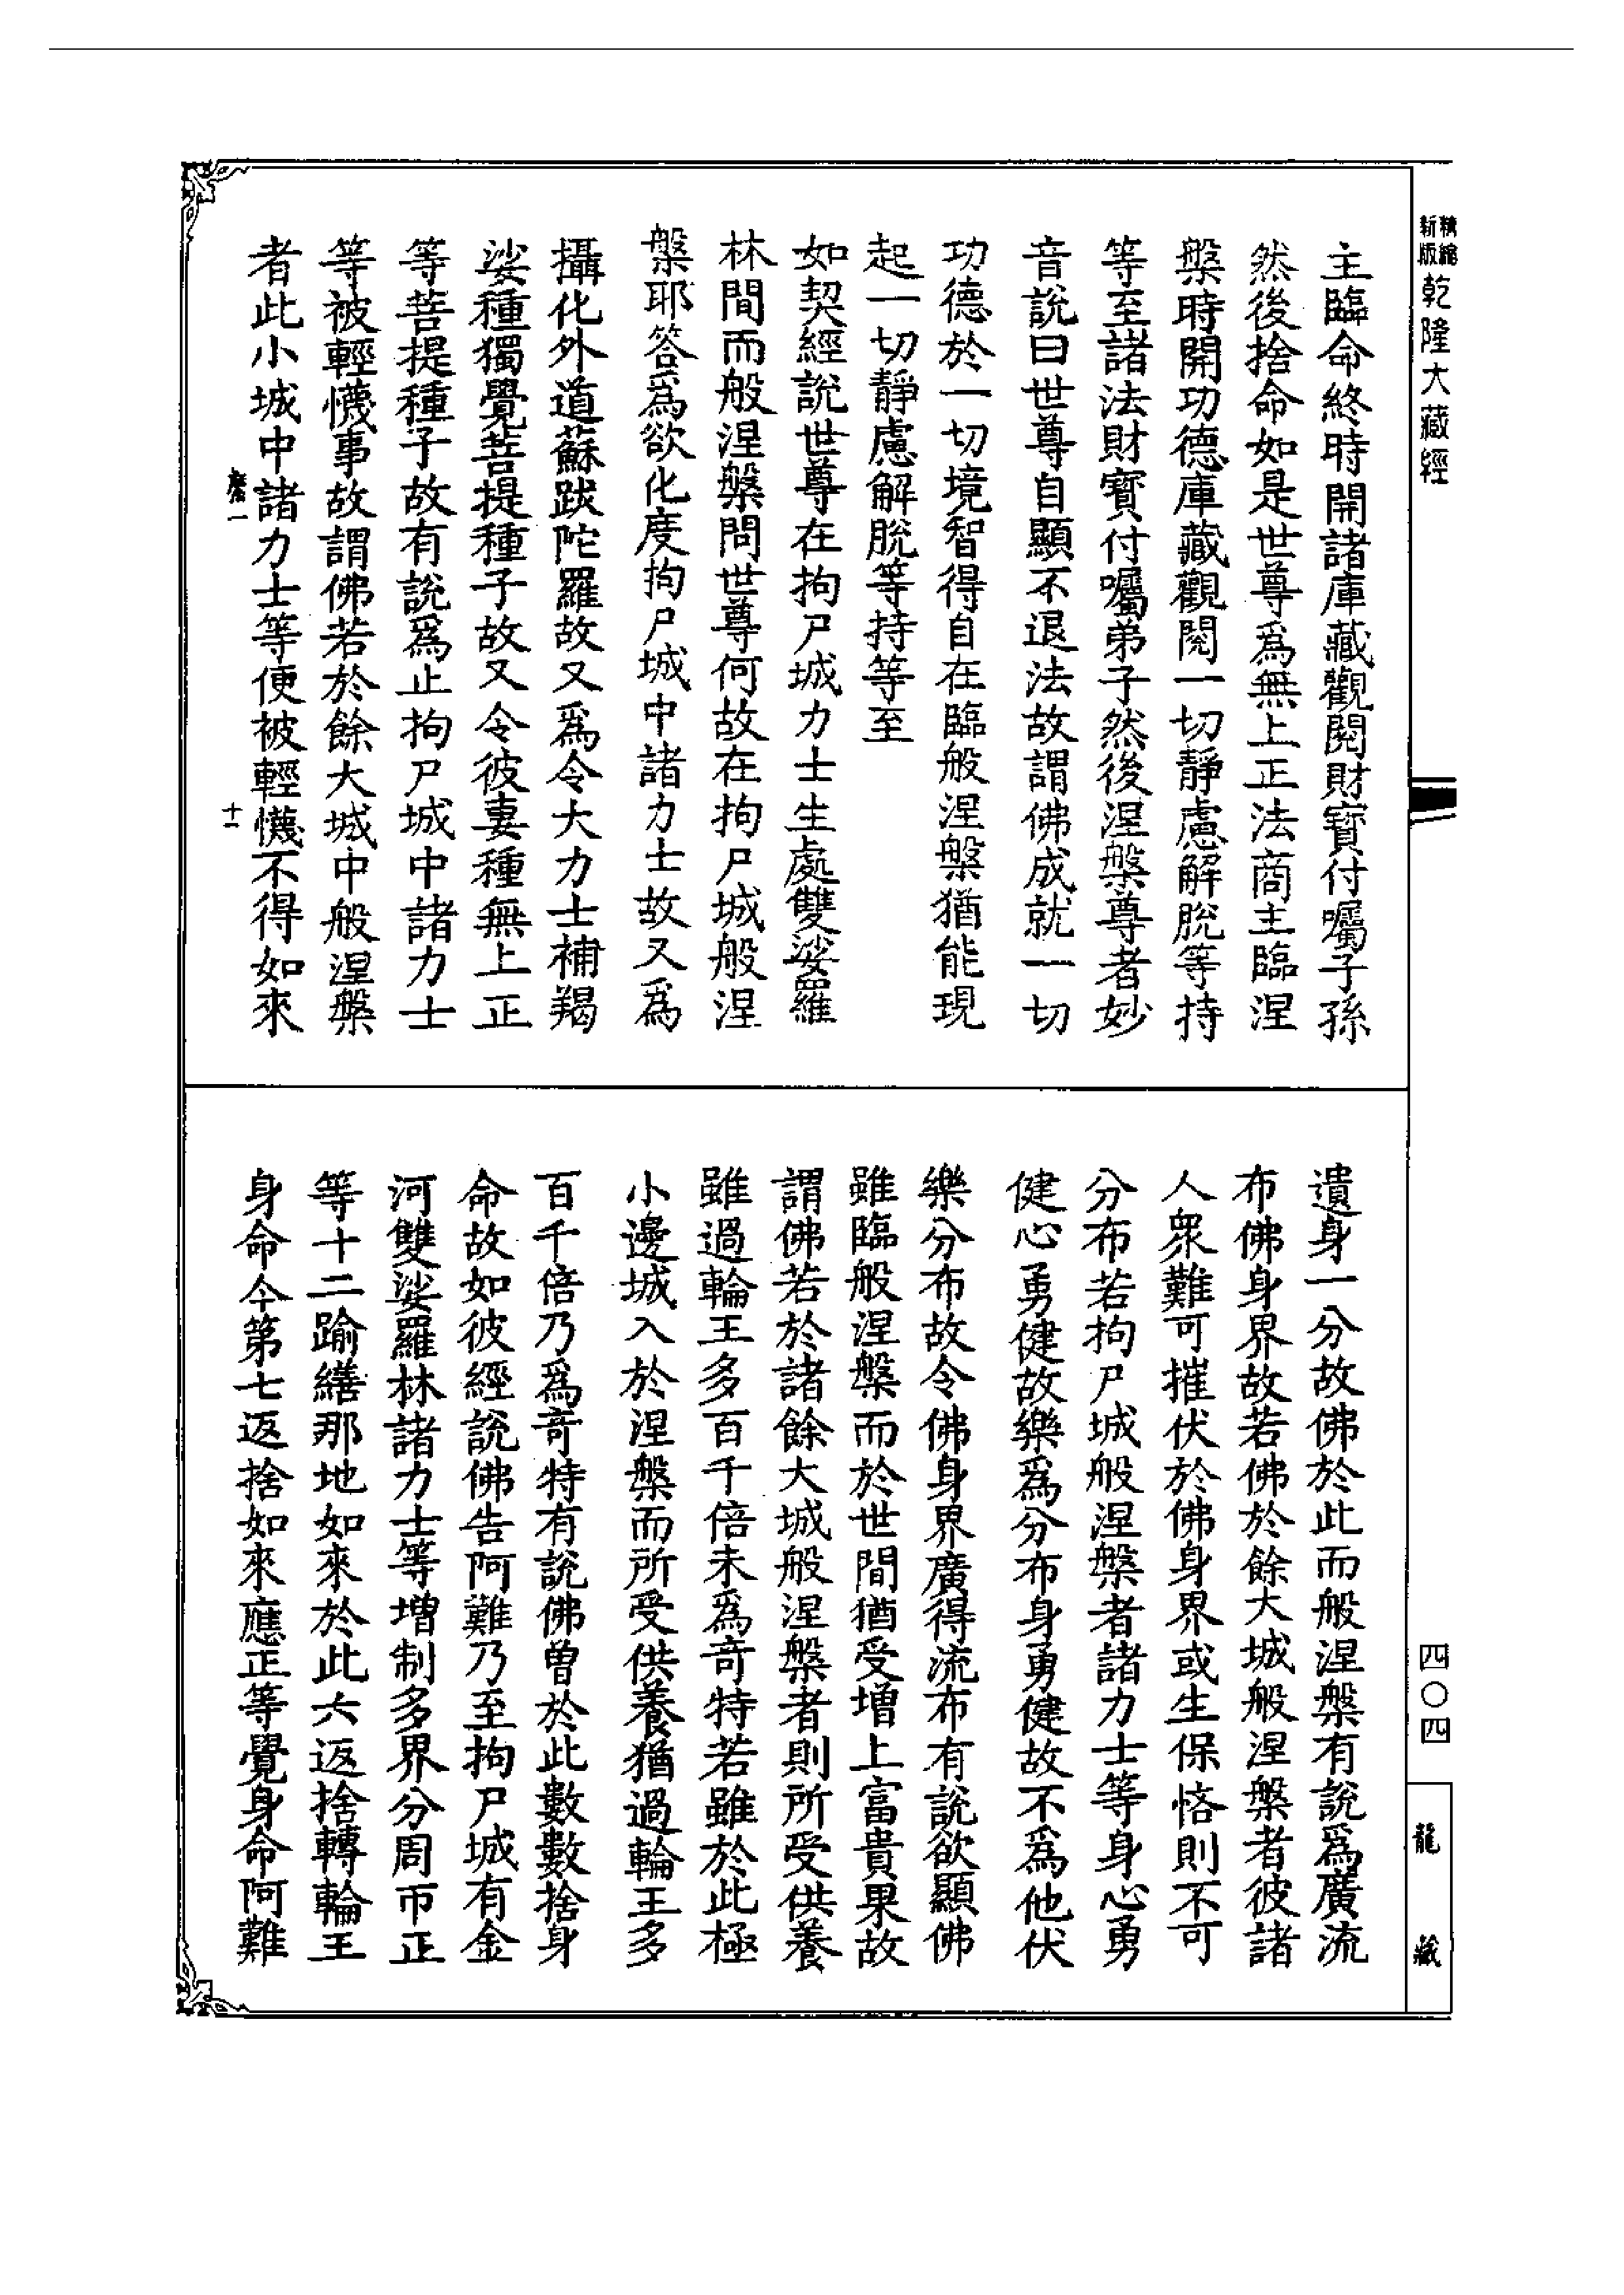 精縮新版乾隆大藏經
主臨命終時開諸庫藏觀閱財寶付囑子孫
然後捨命如是世尊爲無上正法商主臨涅
槃時開功德庫藏觀閱一切靜慮解脫等持
等至諸法財寶付囑弟子然後涅槃尊者妙
音說曰世尊自顯不退法故謂佛成就一切
功德於一切境智得自在臨般涅槃猶能現
起一切靜慮解脫等持等至
如契經說世尊在拘尸城力士生處雙娑羅
林間而般涅槃問世尊何故在拘尸城般涅
槃耶答爲欲化度拘尸城中諸力士故又爲
攝化外道蘇跋陀羅故又爲令大力士補羯
娑種獨覺菩提種子故又令彼妻種無上正
等菩提種子故有說爲止拘尸城中諸力士
等被輕懱事故謂佛若於餘大城中般涅槃
者此小城中諸力士等便被輕懱不得如來
十一
遺身一分故佛於此而般涅槃有說爲廣流
布佛身界故若佛於餘大城般涅槃者彼諸
人衆難可摧伏於佛身界或生保悋則不可
分布若拘尸城般涅槃者諸力士等身心勇
健心勇健故樂爲分布身勇健故不爲他伏
樂分布故令佛身界廣得流布有說欲顯佛
雖臨般涅槃而於世間猶受增上富貴果故
謂佛若於諸餘大城般涅槃者則所受供養
雖過輪王多百千倍未爲奇特若雖於此極
小邊城入於涅槃而所受供養猶過輪王多
百千倍乃爲奇特有說佛曾於此數數捨身
命故如彼經說佛告阿難乃至拘尸城有金
河雙娑羅林諸力士等增制多界分周帀正
等十二踰繕那地如來於此六返捨轉輪王
身命今第七返捨如來應正等覺身命阿難
四〇四
龍藏